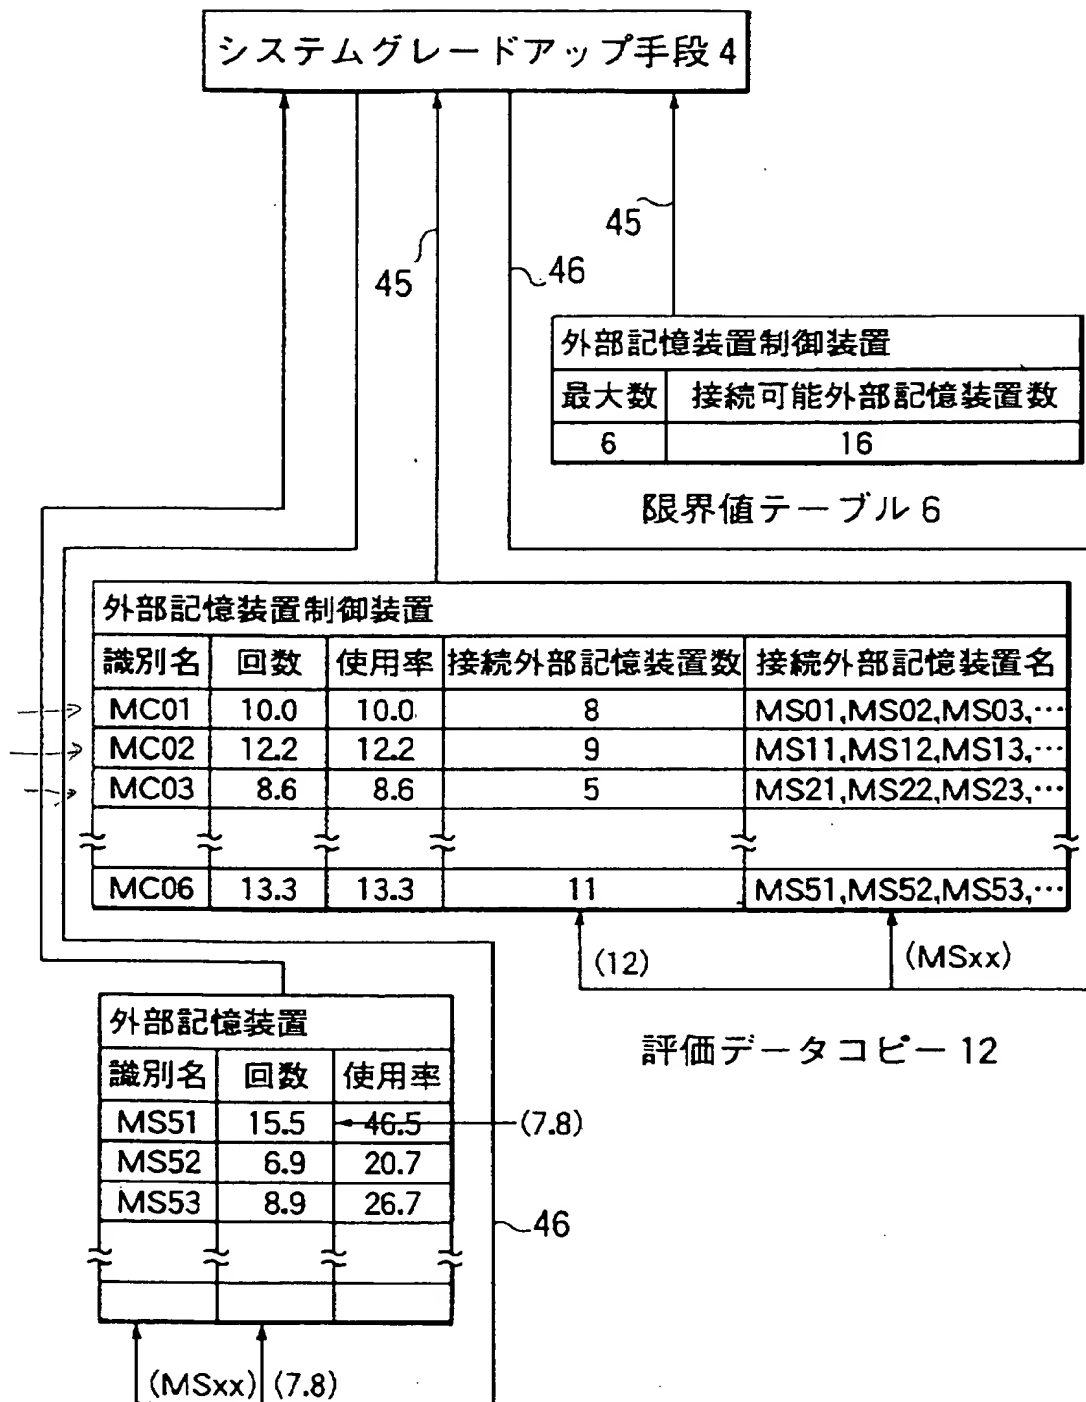 システムグレードアップ手段4
45
45
46
外部記憶装置制御装置
最大数 接続可能外部記憶装置数
6 16
限界値テーブル6
外部記憶装置制御装置
識別名 回数 使用率 接続外部記憶装置数 接続外部記憶装置名
MC01 10.0 10.0 8 MS01,MS02,MS03,…
MC02 12.2 12.2 9 MS11,MS12,MS13,…
MC03 8.6 8.6 5 MS21,MS22,MS23,…
MC06 13.3 13.3 11 MS51,MS52,MS53,…
(12) (MSxx)
評価データコピー12
外部記憶装置
識別名 回数 使用率
MS51 15.5 46.5 (7.8)
MS52 6.9 20.7
MS53 8.9 26.7
46
(MSxx) (7.8)